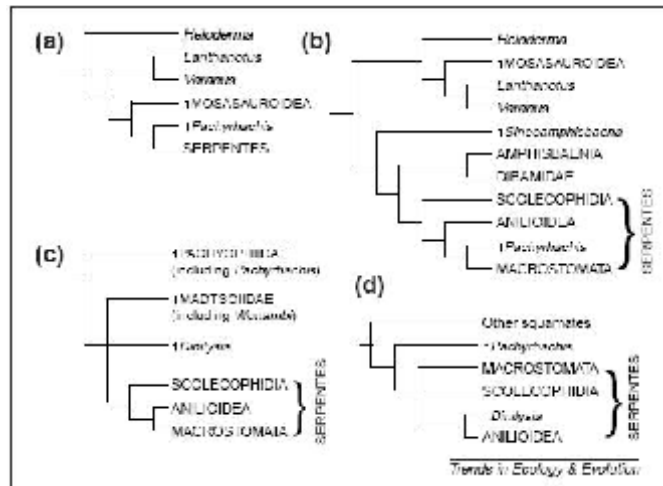 (a)
Heloderma
Lanthanotus
Varanus
†MOSASAUROIDEA
†Pachyrhachis
SERPENTES
(b)
Heloderma
†MOSASAUROIDEA
Lanthanotus
Varanus
†Sineoamphisbaena
AMPHISBAENIA
DIBAMIDAE
SCOLECOPHIDIA
ANILIOIDEA
†Pachyrhachis
MACROSTOMATA
SERPENTES
(c)
†PACHYOPHIIDAE
(including Pachyrhachis)
†MADTSOIIDAE
(including Wonambi)
†Dinilysia
SCOLECOPHIDIA
ANILIOIDEA
MACROSTOMATA
SERPENTES
(d)
Other squamates
†Pachyrhachis
MACROSTOMATA
SCOLECOPHIDIA
Dinilysia
ANILIOIDEA
SERPENTES
Trends in Ecology & Evolution